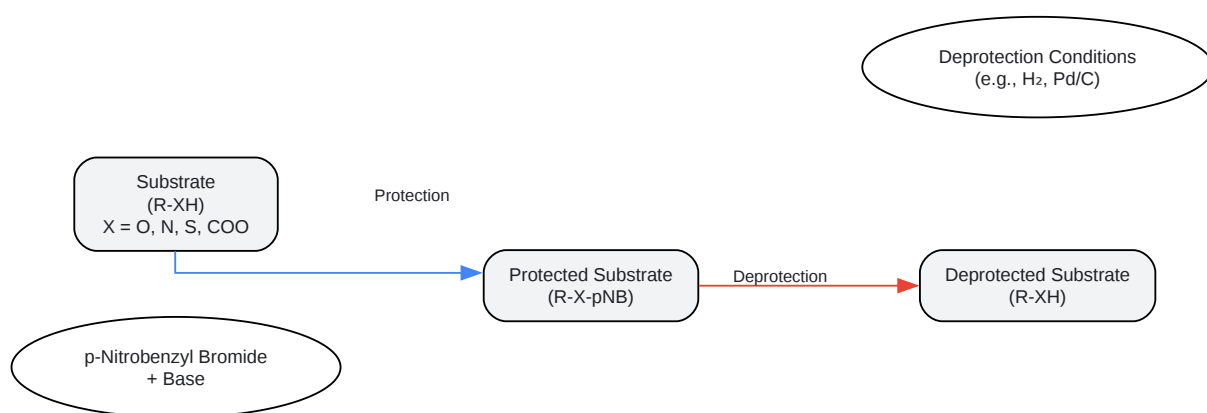 Deprotection Conditions
(e.g., H₂, Pd/C)
Substrate
(R-XH)
X = O, N, S, COO
Protection
Protected Substrate
(R-X-pNB)
Deprotection
Deprotected Substrate
(R-XH)
p-Nitrobenzyl Bromide
+ Base